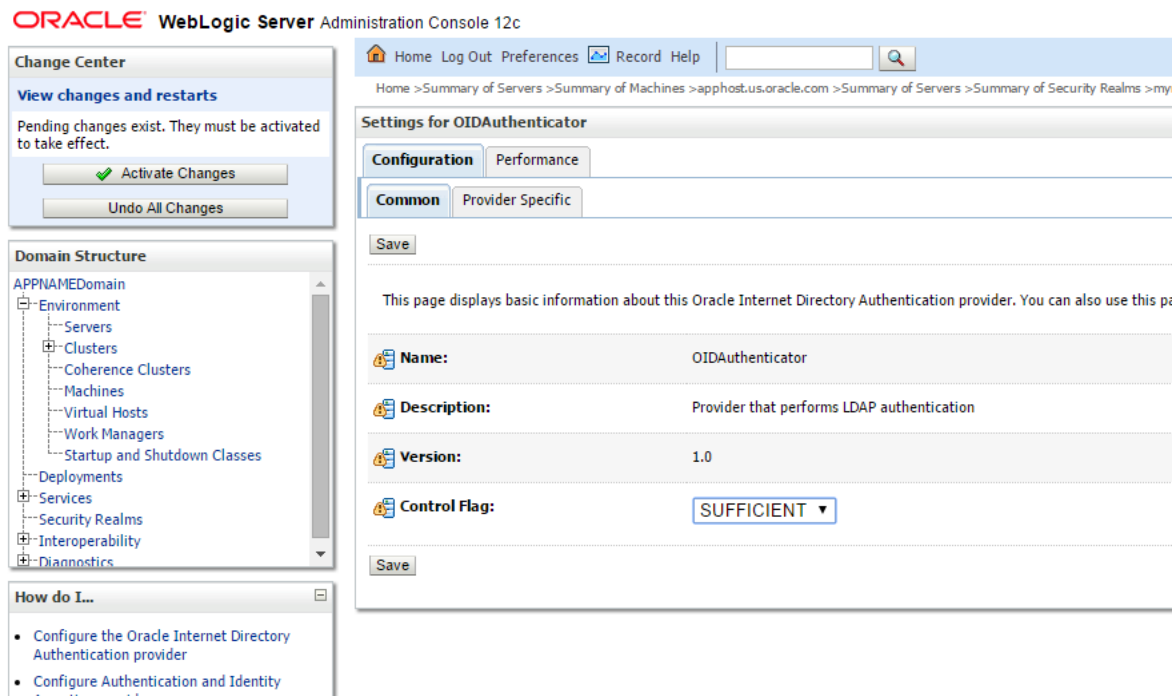 ORACLE WebLogic Server Administration Console 12c
Change Center
View changes and restarts
Pending changes exist. They must be activated
to take effect.
Activate Changes
Undo All Changes
Domain Structure
APPNAMEDomain
Environment
Servers
Clusters
Coherence Clusters
Machines
Virtual Hosts
Work Managers
Startup and Shutdown Classes
Deployments
Services
Security Realms
Interoperability
Diagnostics
How do I...
Configure the Oracle Internet Directory
Authentication provider
Configure Authentication and Identity
Home Log Out Preferences Record Help
Home >Summary of Servers >Summary of Machines >apphost.us.oracle.com >Summary of Servers >Summary of Security Realms >my
Settings for OIDAuthenticator
Configuration Performance
Common Provider Specific
Save
This page displays basic information about this Oracle Internet Directory Authentication provider. You can also use this
Name: OIDAuthenticator
Description: Provider that performs LDAP authentication
Version: 1.0
Control Flag: SUFFICIENT
Save